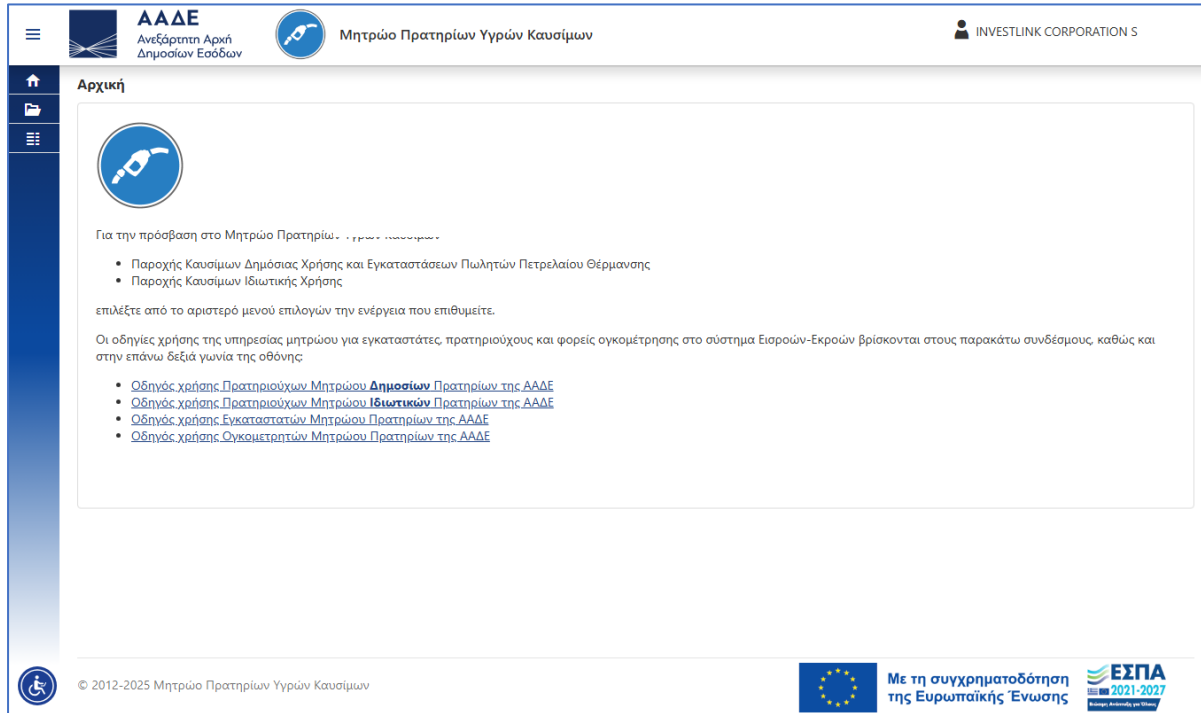 ΑΑΔΕ
Ανεξάρτητη Αρχή
Δημοσίων Εσόδων
Μητρώο Πρατηρίων Υγρών Καυσίμων
INVESTLINK CORPORATION S
Αρχική
Για την πρόσβαση στο Μητρώο
Παροχής Καυσίμων Δημόσιας Χρήσης και Εγκαταστάσεων Πωλητών Πετρελαίου Θέρμανσης
Παροχής Καυσίμων Ιδιωτικής Χρήσης
επιλέξτε από το αριστερό μενού επιλογών την ενέργεια που επιθυμείτε.
Οι οδηγίες χρήσης της υπηρεσίας μητρώου για εγκαταστάτες, πρατηριούχους και φορείς ογκομέτρησης στο σύστημα Εισροών-Εκροών βρίσκονται στους παρακάτω συνδέσμους, καθώς και
στην επάνω δεξιά γωνία της οθόνης:
Οδηγός χρήσης Πρατηριούχων Μητρώου Δημοσίων Πρατηρίων της ΑΑΔΕ
Οδηγός χρήσης Πρατηριούχων Μητρώου Ιδιωτικών Πρατηρίων της ΑΑΔΕ
Οδηγός χρήσης Εγκαταστατών Μητρώου Πρατηρίων της ΑΑΔΕ
Οδηγός χρήσης Ογκομετρητών Μητρώου Πρατηρίων της ΑΑΔΕ
© 2012-2025 Μητρώο Πρατηρίων Υγρών Καυσίμων
Με τη συγχρηματοδότηση
της Ευρωπαϊκής Ένωσης
ΕΣΠΑ
2021-2027